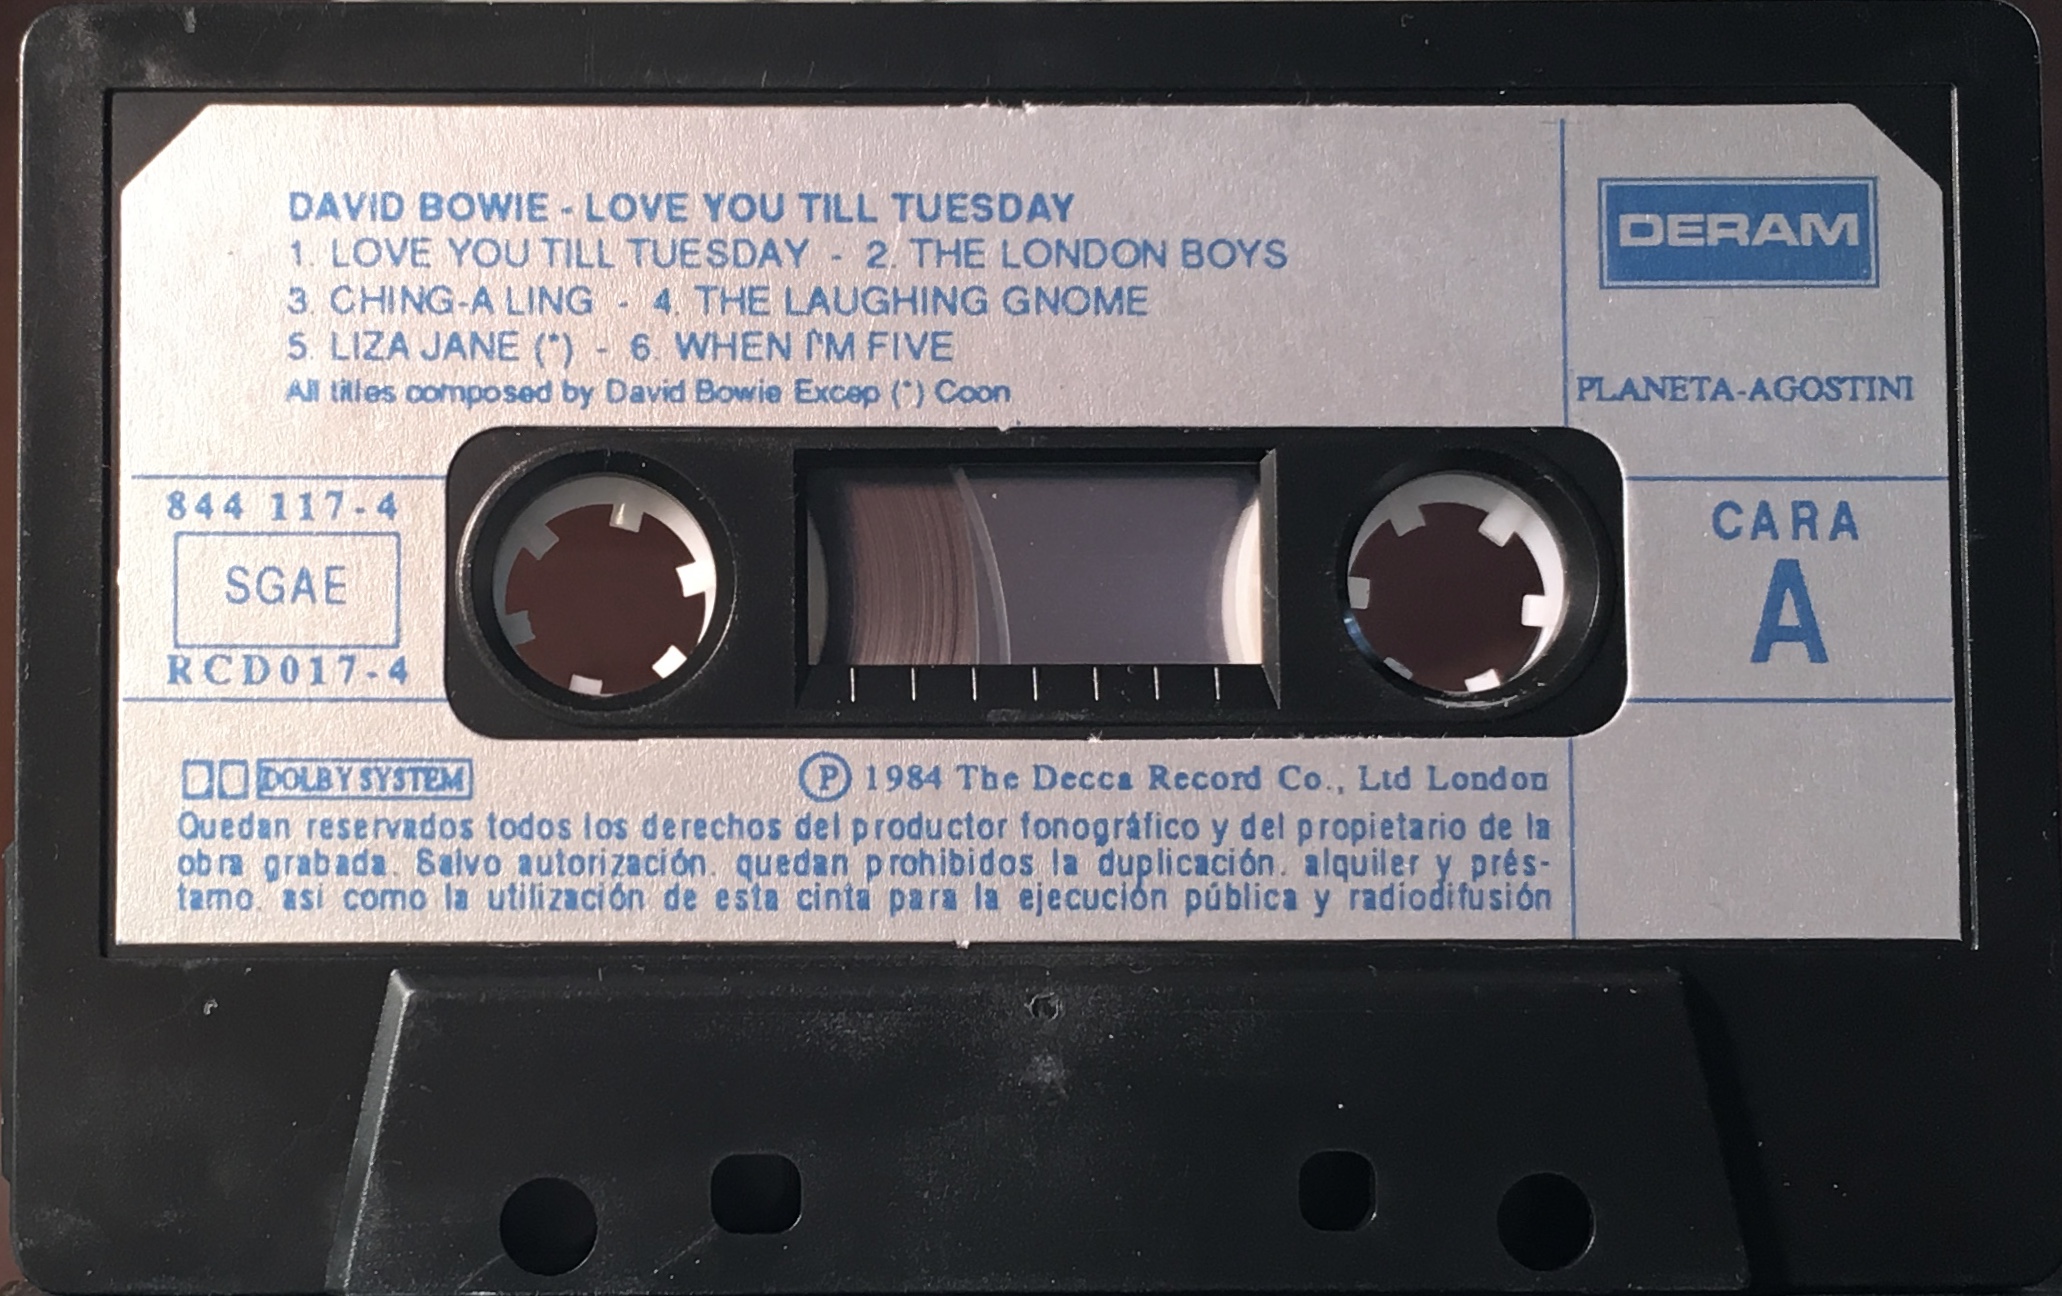 DAVID BOWIE - LOVE YOU TILL TUESDAY
1. LOVE YOU TILL TUESDAY - 2. THE LONDON BOYS
3. CHING-A LING - 4. THE LAUGHING GNOME
5. LIZA JANE (*) - 6. WHEN I'M FIVE
All titles composed by David Bowie Excep (*) Coon
DERAM
PLANETA-AGOSTINI
844 117-4
SGAE
RCD017-4
CARA
A
DOLBY SYSTEM
Ⓟ 1984 The Decca Record Co., Ltd London
Quedan reservados todos los derechos del productor fonográfico y del propietario de la
obra grabada. Salvo autorización. quedan prohibidos la duplicación. alquiler y prés-
tamo. asi como la utilización de esta cinta para la ejecución pública y radiodifusión